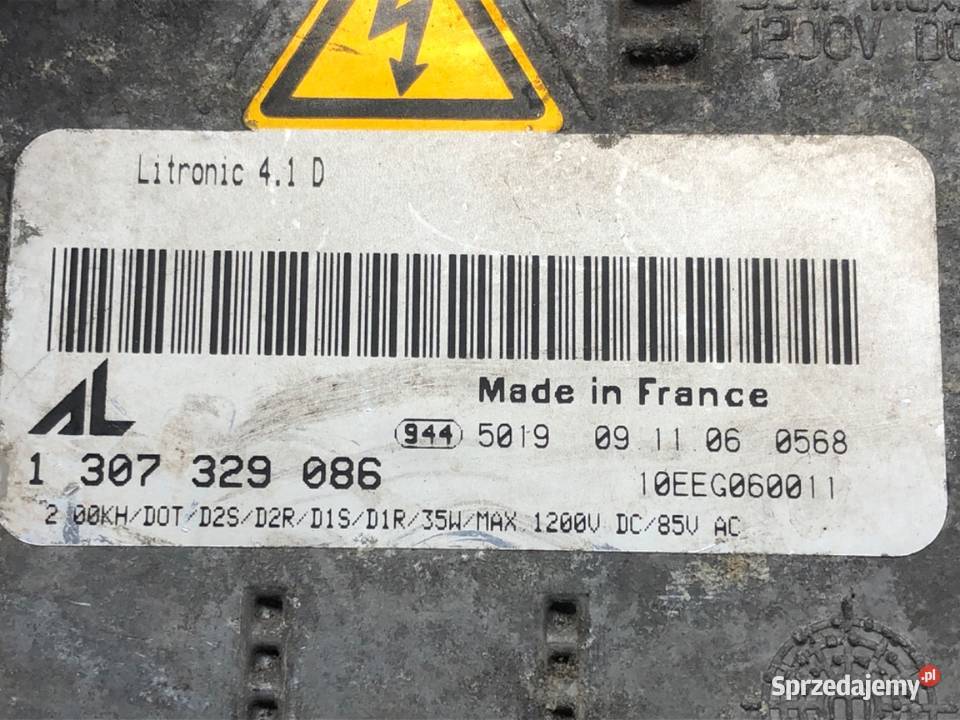 1200V DC
Litronic 4.1 D
AL
Made in France
944 5019 09 11 06 0568
1 307 329 086
10EEG060011
2 00KH/DOT/D2S/D2R/D1S/D1R/35W/MAX 1200V DC/85V AC
Sprzedajemy.pl